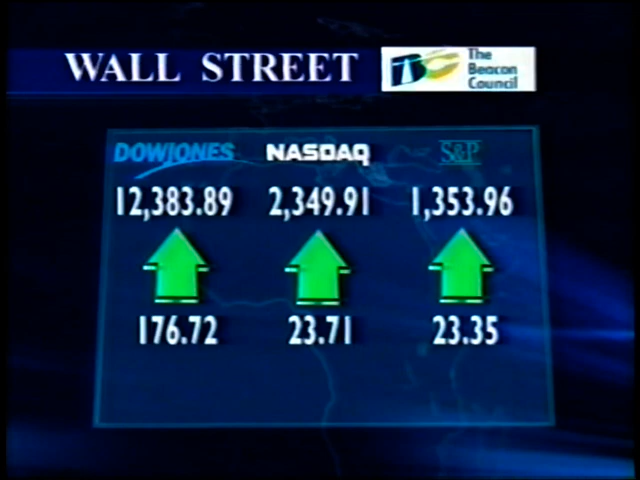 WALL STREET
The
Beacon
Council
DOWJONES NASDAQ S&P
12,383.89 2,349.91 1,353.96
176.72 23.71 23.35